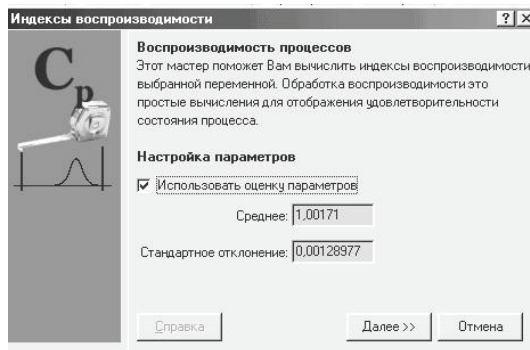 Индексы воспроизводимости
Cp
Воспроизводимость процессов
Этот мастер поможет Вам вычислить индексы воспроизводимости
выбранной переменной. Обработка воспроизводимости это
простые вычисления для отображения удовлетворительности
состояния процесса.
Настройка параметров
Использовать оценку параметров
Среднее: 1,00171
Стандартное отклонение: 0,00128977
Справка Далее >> Отмена